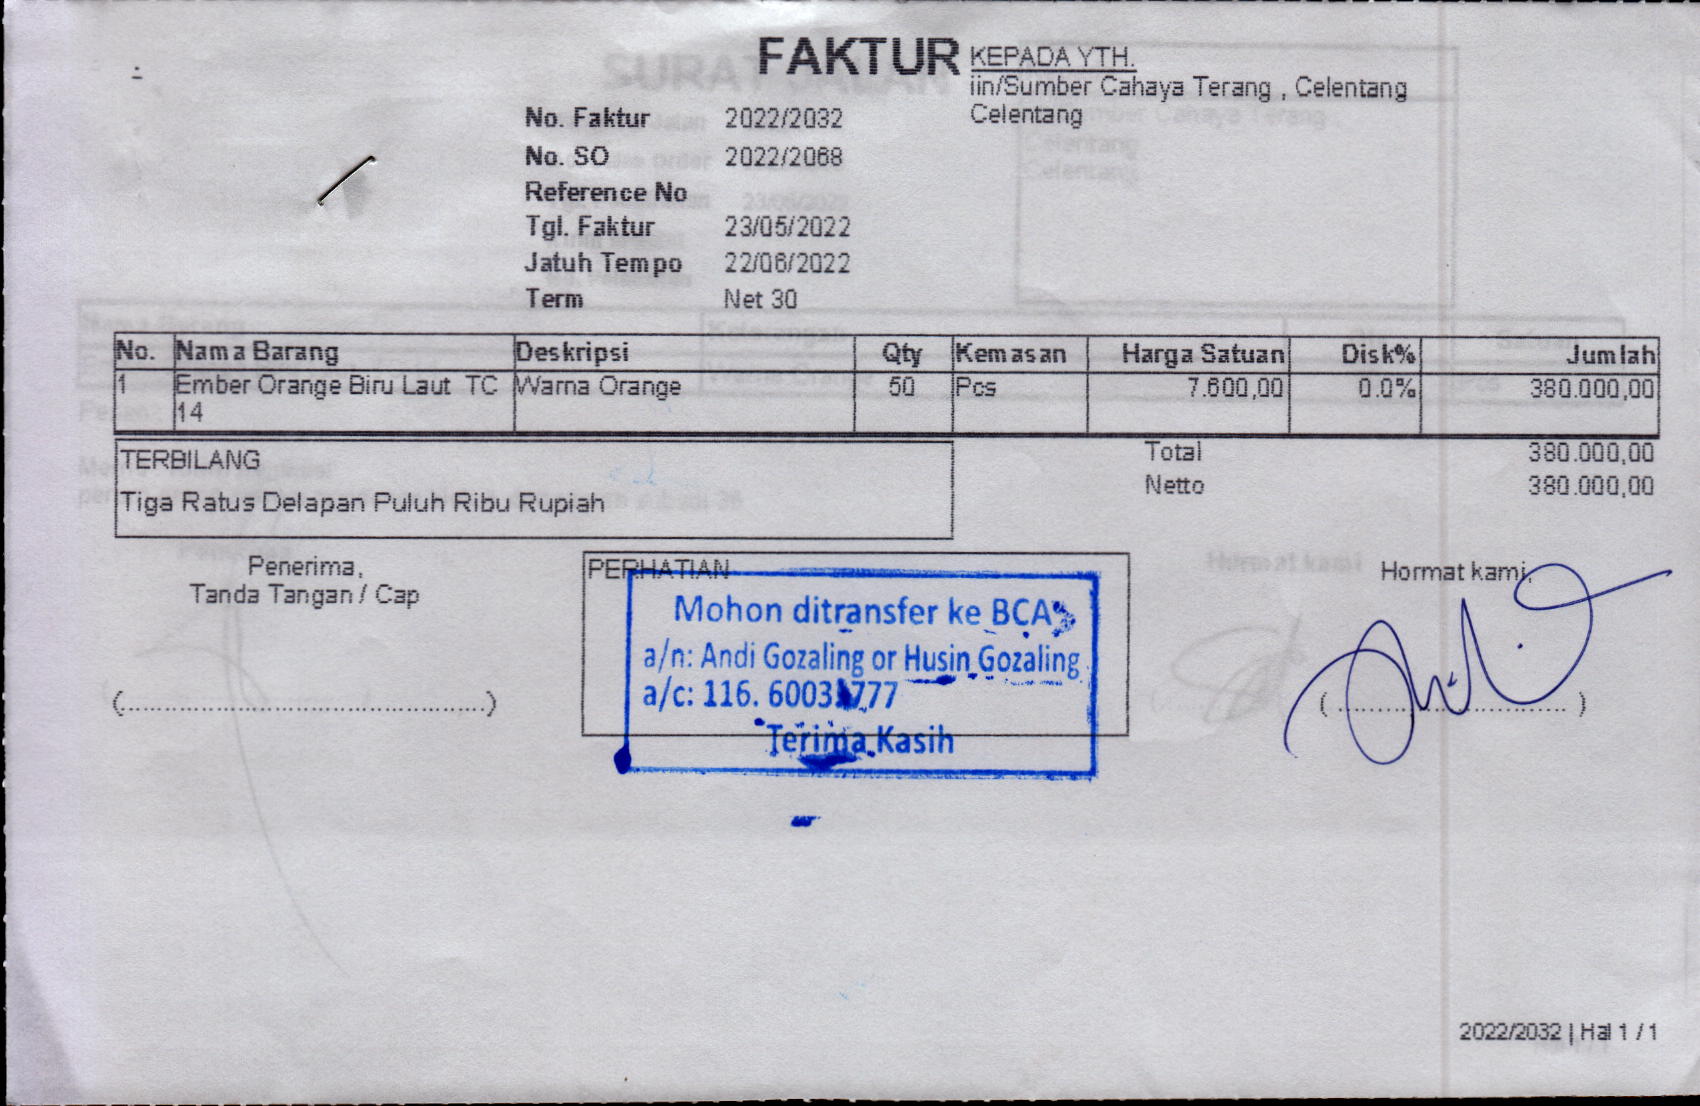 FAKTUR
KEPADA YTH.
iin/Sumber Cahaya Terang , Celentang
Celentang
No. Faktur 2022/2032
No. SO 2022/2068
Reference No
Tgl. Faktur 23/05/2022
Jatuh Tempo 22/06/2022
Term Net 30
No. Nama Barang Deskripsi Qty Kemasan Harga Satuan Disk% Jumlah
1 Ember Orange Biru Laut TC Warna Orange 50 Pcs 7.600,00 0.0% 380.000,00
14
TERBILANG
Tiga Ratus Delapan Puluh Ribu Rupiah
Total 380.000,00
Netto 380.000,00
Penerima,
Tanda Tangan / Cap
(..........................................)
PERHATIAN
Mohon ditransfer ke BCA
a/n: Andi Gozaling or Husin Gozaling
a/c: 116.
Terima Kasih
Hormat kami,
(..............................)
2022/2032 | Hal 1 / 1